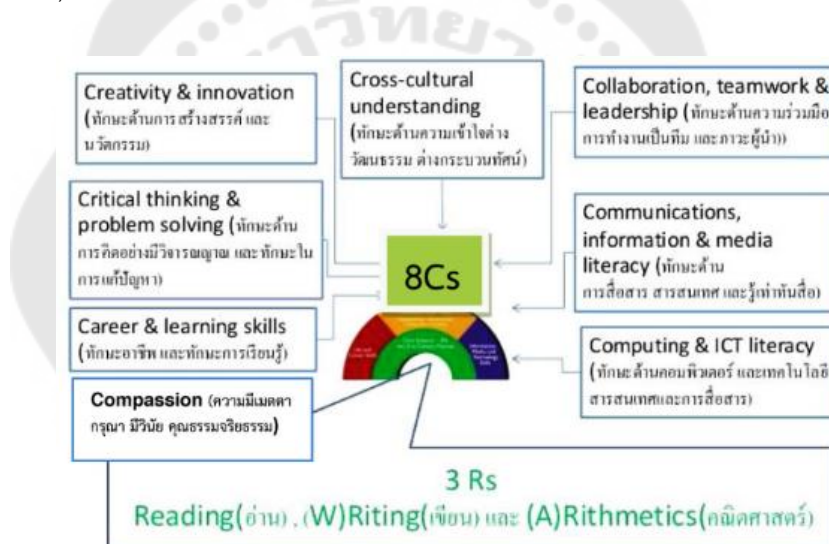 Creativity & innovation
(ทักษะด้านการสร้างสรรค์ และ
นวัตกรรม)
Cross-cultural
understanding
(ทักษะด้านความเข้าใจต่าง
วัฒนธรรม ต่างกระบวนทัศน์)
Collaboration, teamwork &
leadership (ทักษะด้านความร่วมมือ
การทำงานเป็นทีม และภาวะผู้นำ))
Critical thinking &
problem solving (ทักษะด้าน
การคิดอย่างมีวิจารณญาณ และทักษะใน
การแก้ปัญหา)
8Cs
Communications,
information & media
literacy (ทักษะด้าน
การสื่อสาร สารสนเทศ และรู้เท่าทันสื่อ)
Career & learning skills
(ทักษะอาชีพ และทักษะการเรียนรู้)
Computing & ICT literacy
(ทักษะด้านคอมพิวเตอร์ และเทคโนโลยี
สารสนเทศและการสื่อสาร)
Compassion (ความมีเมตตา
กรุณา มีวินัย คุณธรรมจริยธรรม)
3 Rs
Reading(อ่าน) , (W)Riting(เขียน) และ (A)Rithmetics(คณิตศาสตร์)